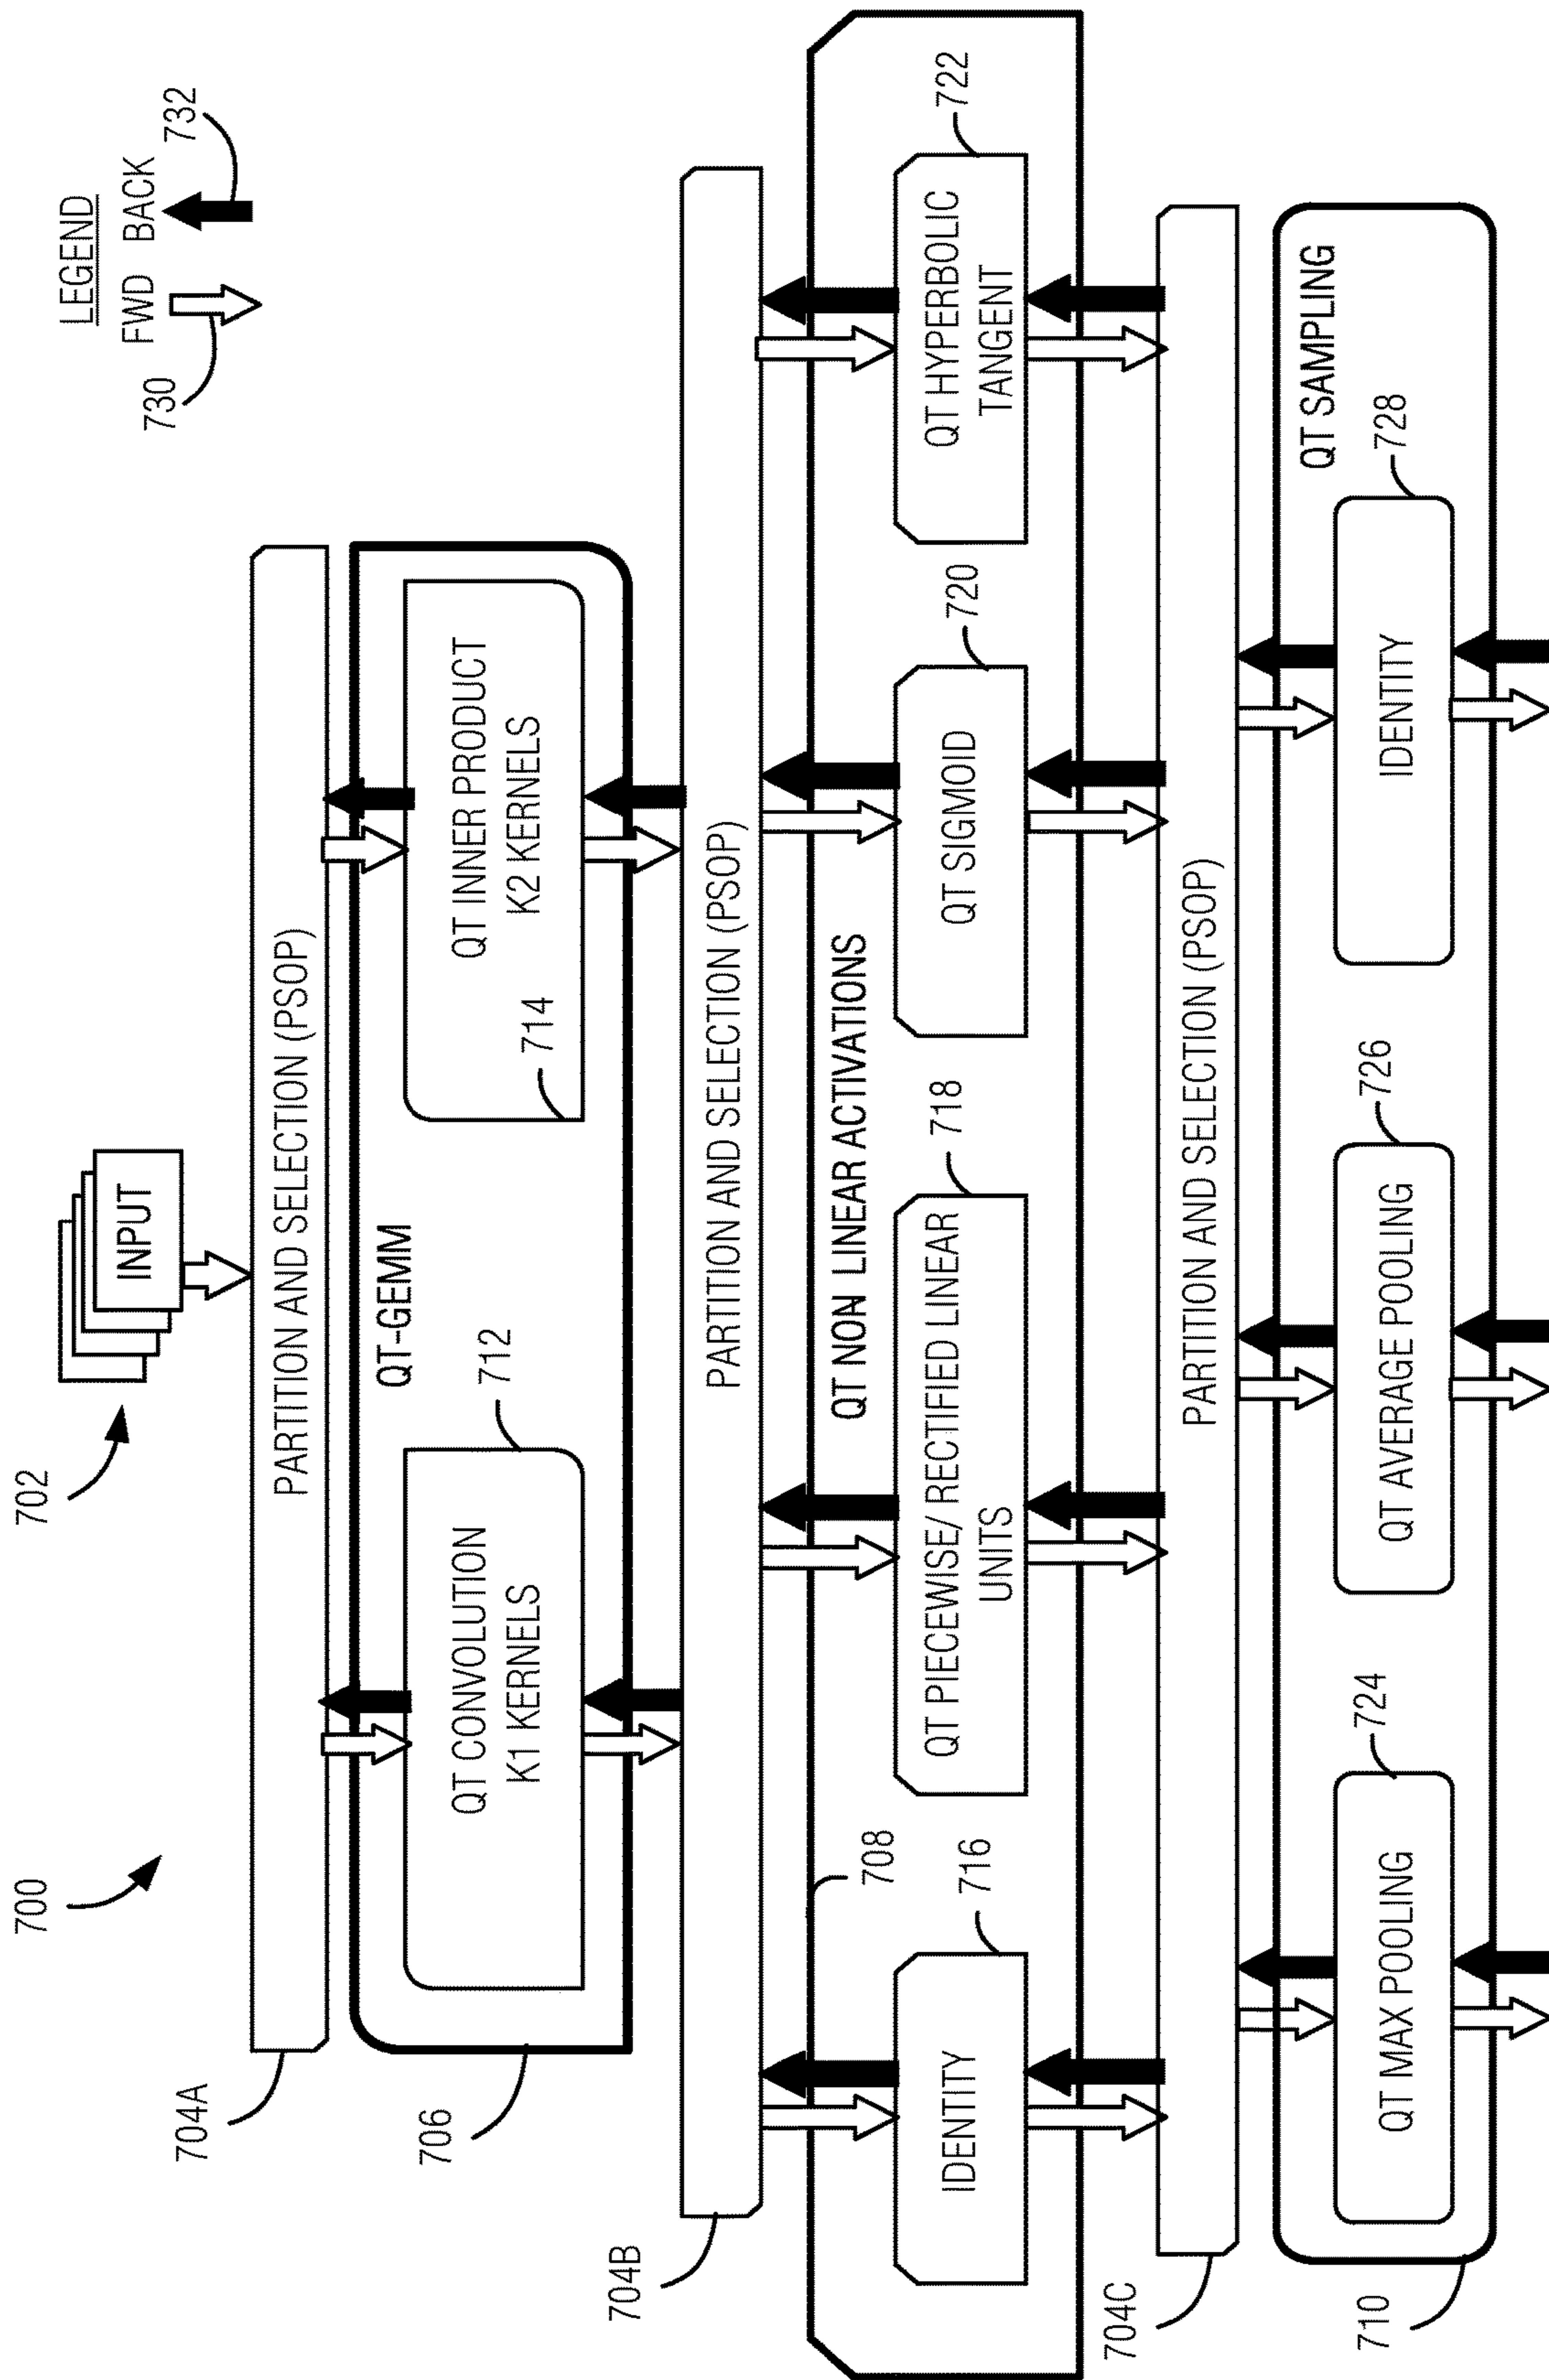 700
702
INPUT
LEGEND
FWD BACK
730
732
704A
PARTITION AND SELECTION (PSOP)
706
QT-GEMM
712
QT CONVOLUTION
K1 KERNELS
714
QT INNER PRODUCT
K2 KERNELS
704B
PARTITION AND SELECTION (PSOP)
708
QT NON LINEAR ACTIVATIONS
716
718
720
722
IDENTITY
QT PIECEWISE/ RECTIFIED LINEAR
UNITS
QT SIGMOID
QT HYPERBOLIC
TANGENT
704C
PARTITION AND SELECTION (PSOP)
710
QT SAMPLING
724
726
728
QT MAX POOLING
QT AVERAGE POOLING
IDENTITY